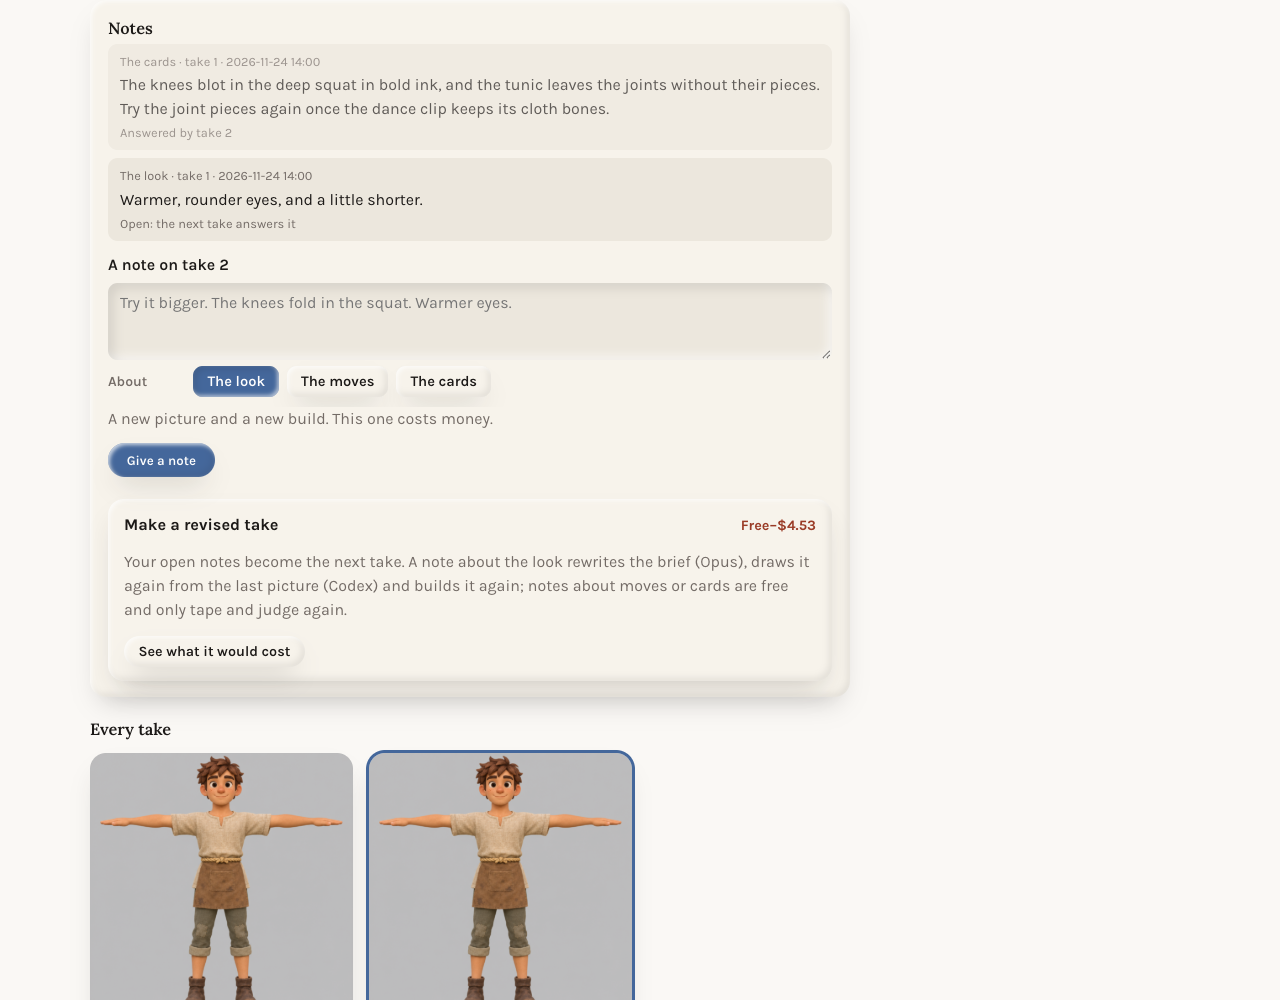 Notes
The cards · take 1 · 2026-11-24 14:00
The knees blot in the deep squat in bold ink, and the tunic leaves the joints without their pieces.
Try the joint pieces again once the dance clip keeps its cloth bones.
Answered by take 2
The look · take 1 · 2026-11-24 14:00
Warmer, rounder eyes, and a little shorter.
Open: the next take answers it
A note on take 2
Try it bigger. The knees fold in the squat. Warmer eyes.
About The look The moves The cards
A new picture and a new build. This one costs money.
Give a note
Make a revised take Free–$4.53
Your open notes become the next take. A note about the look rewrites the brief (Opus), draws it
again from the last picture (Codex) and builds it again; notes about moves or cards are free
and only tape and judge again.
See what it would cost
Every take